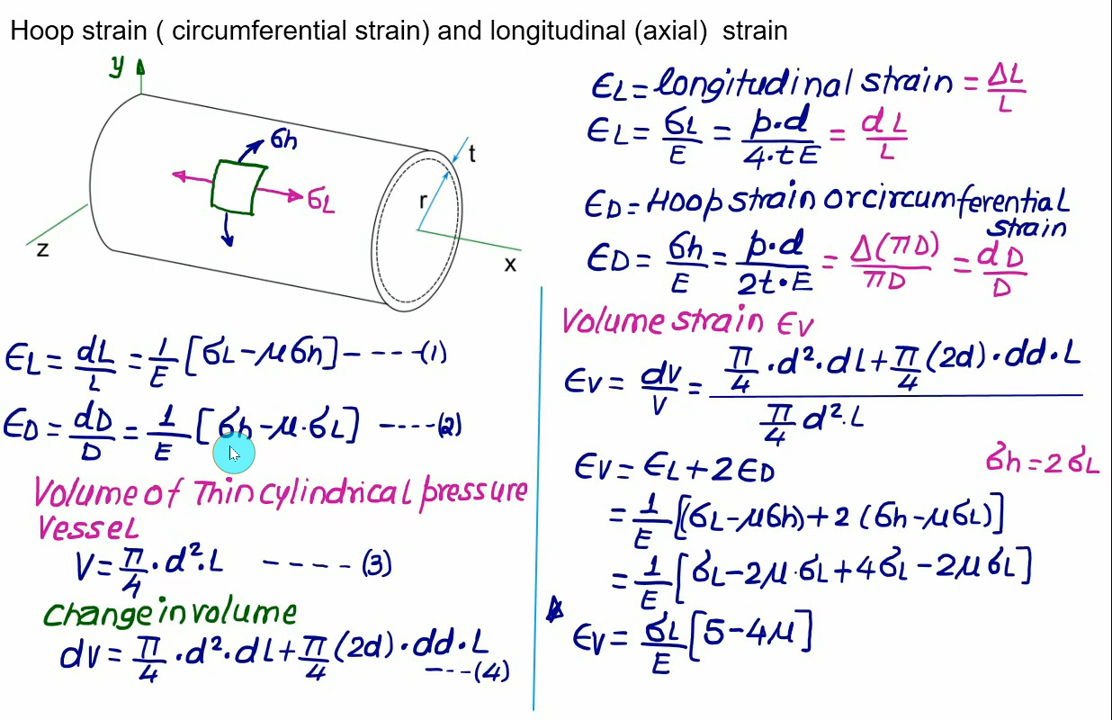 Hoop strain ( circumferential strain) and longitudinal (axial) strain
y
σh
σL
t
r
z
x
ϵL = dL/L = 1/E [σL - μσh] - - - -(1)
ϵD = dD/D = 1/E [σh - μ·σL] - - - -(2)
Volume of Thin cylindrical pressure
Vessel
V = π/4 · d²·L - - - - (3)
Change in volume
dv = π/4 · d² · dL + π/4 (2d) · dd · L
- - -(4)
ϵL = longitudinal strain = ΔL/L
ϵL = σL/E = p·d/4·tE = dL/L
ϵD = Hoop strain or circumferential
strain
ϵD = σh/E = p·d/2t·E = Δ(πD)/πD = dD/D
Volume strain ϵv
ϵv = dv/v = π/4 · d² · dL + π/4 (2d) · dd · L / π/4 d²·L
ϵv = ϵL + 2ϵD
σh = 2σL
= 1/E [(σL - μσh) + 2 (σh - μσL)]
= 1/E [σL - 2μ·σL + 4σL - 2μσL]
ϵv = σL/E [5 - 4μ]